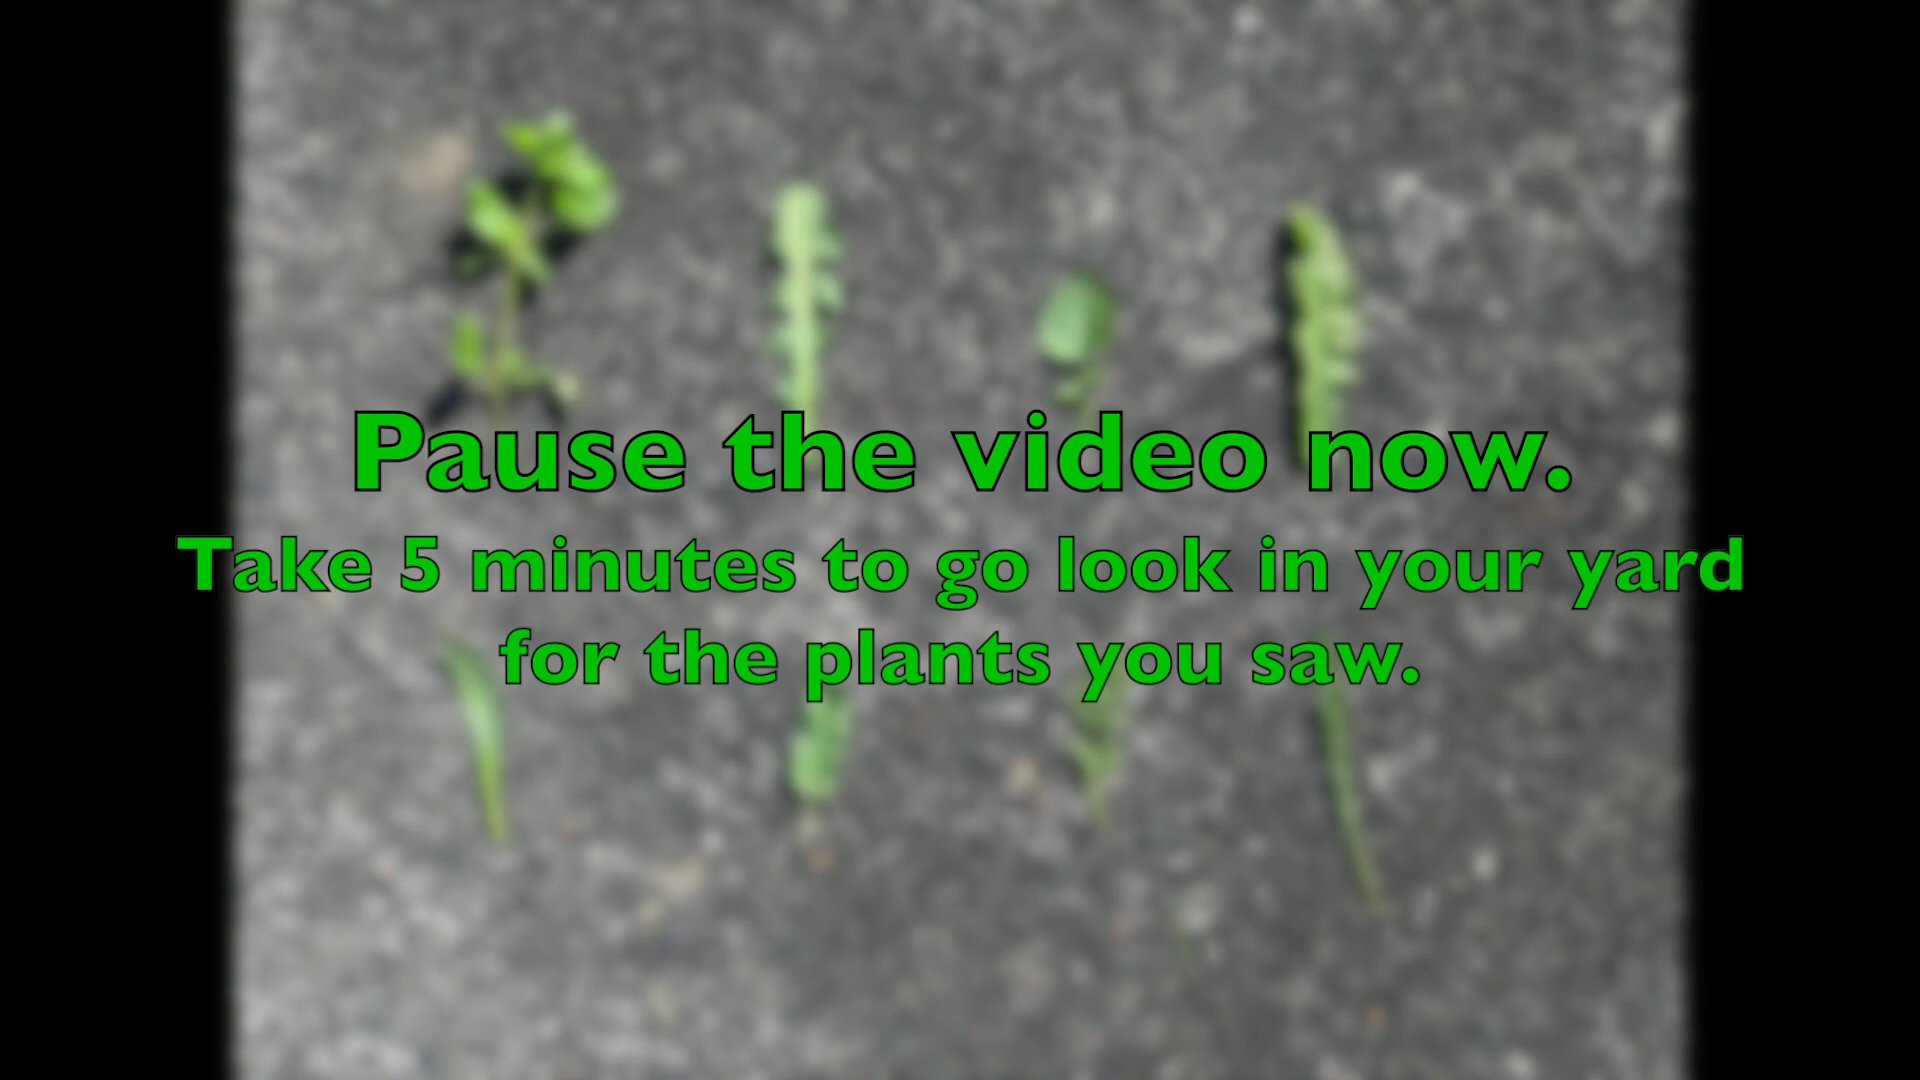 Pause the video now.
Take 5 minutes to go look in your yard
for the plants you saw.